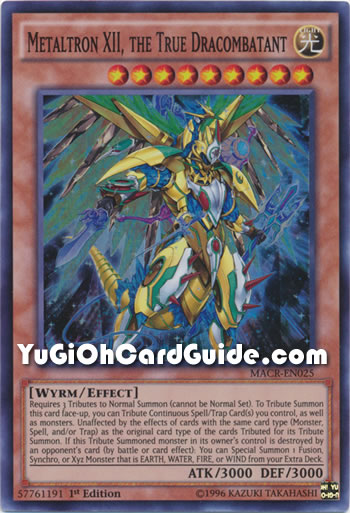 METALTRON XII, THE TRUE DRACOMBATANT
LIGHT
光
YuGiOhCardGuide.com
MACR-EN025
[WYRM/EFFECT]
Requires 3 Tributes to Normal Summon (cannot be Normal Set). To Tribute Summon
this card face-up, you can Tribute Continuous Spell/Trap Card(s) you control, as
well as monsters. Unaffected by the effects of cards with the same card type (Monster,
Spell, and/or Trap) as the original card type of the cards Tributed for its Tribute
Summon. If this Tribute Summoned monster in its owner's control is destroyed by
an opponent's card (by battle or card effect): You can Special Summon 1 Fusion,
Synchro, or Xyz Monster that is EARTH, WATER, FIRE, or WIND from your Extra Deck.
ATK/3000 DEF/3000
57761191 1st Edition ©1996 KAZUKI TAKAHASHI